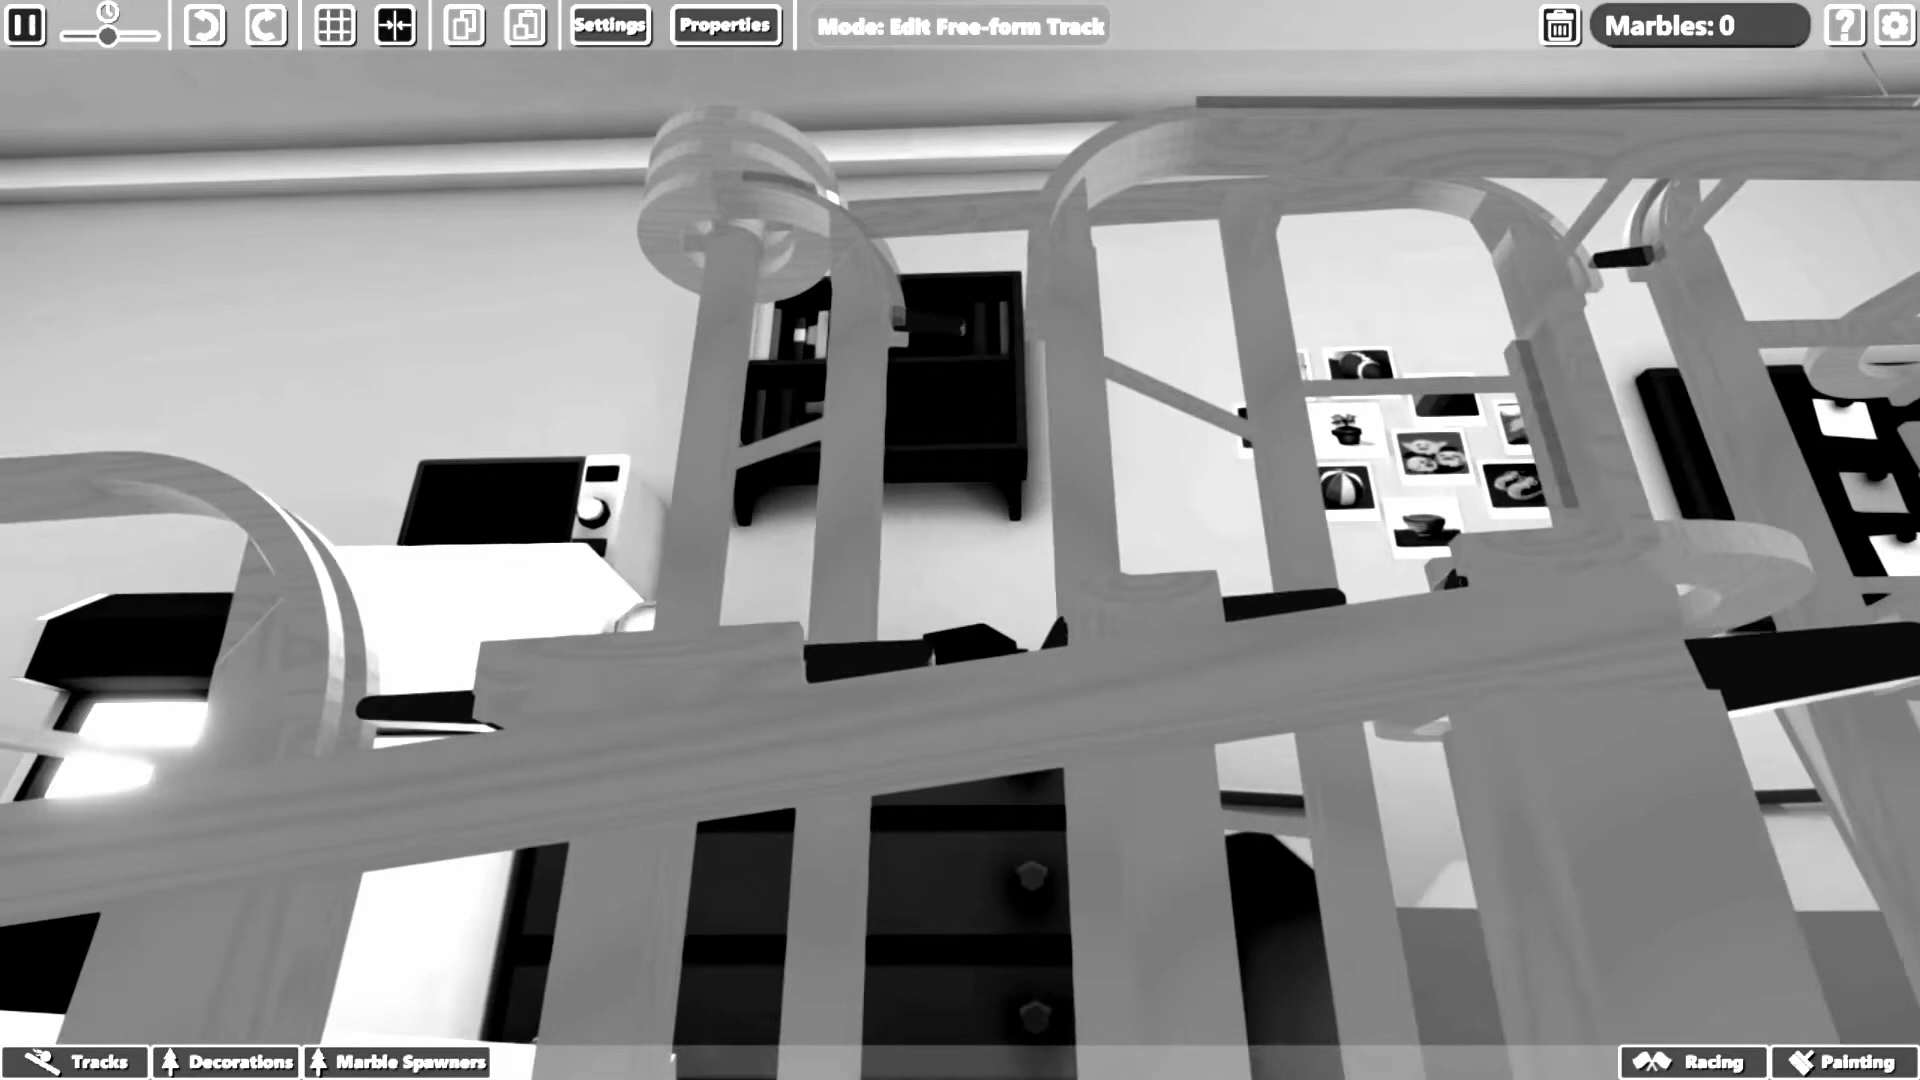 Settings
Properties
Mode: Edit Free-form Track
Marbles: 0
?
Tracks
Decorations
Marble Spawners
Racing
Painting